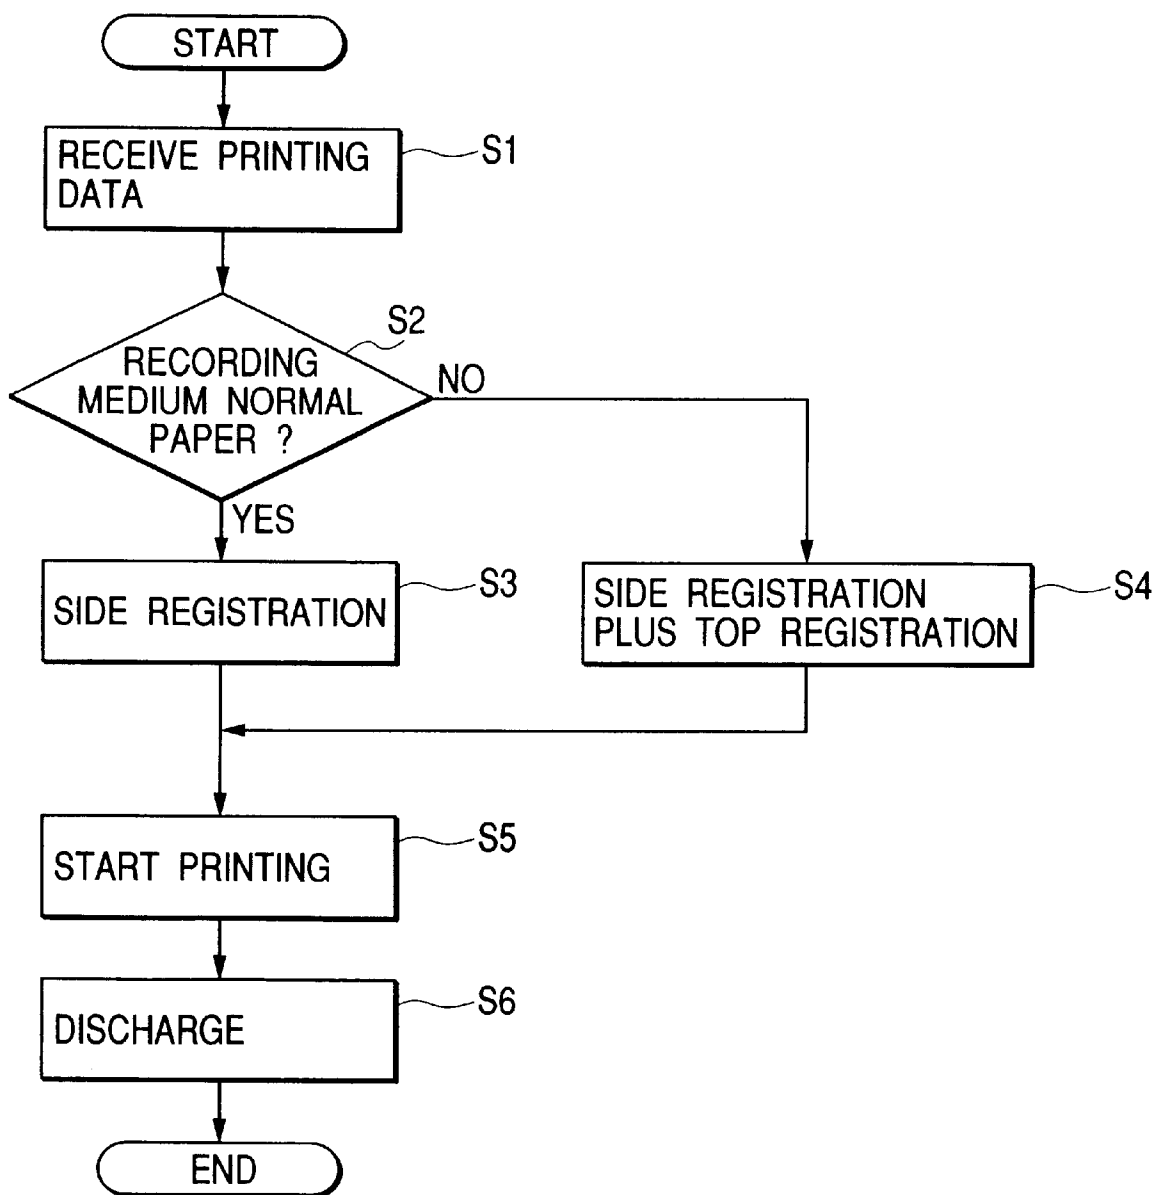 START
RECEIVE PRINTING
DATA
S1
S2
RECORDING
MEDIUM NORMAL
PAPER ?
NO
YES
SIDE REGISTRATION
S3
SIDE REGISTRATION
PLUS TOP REGISTRATION
S4
START PRINTING
S5
DISCHARGE
S6
END